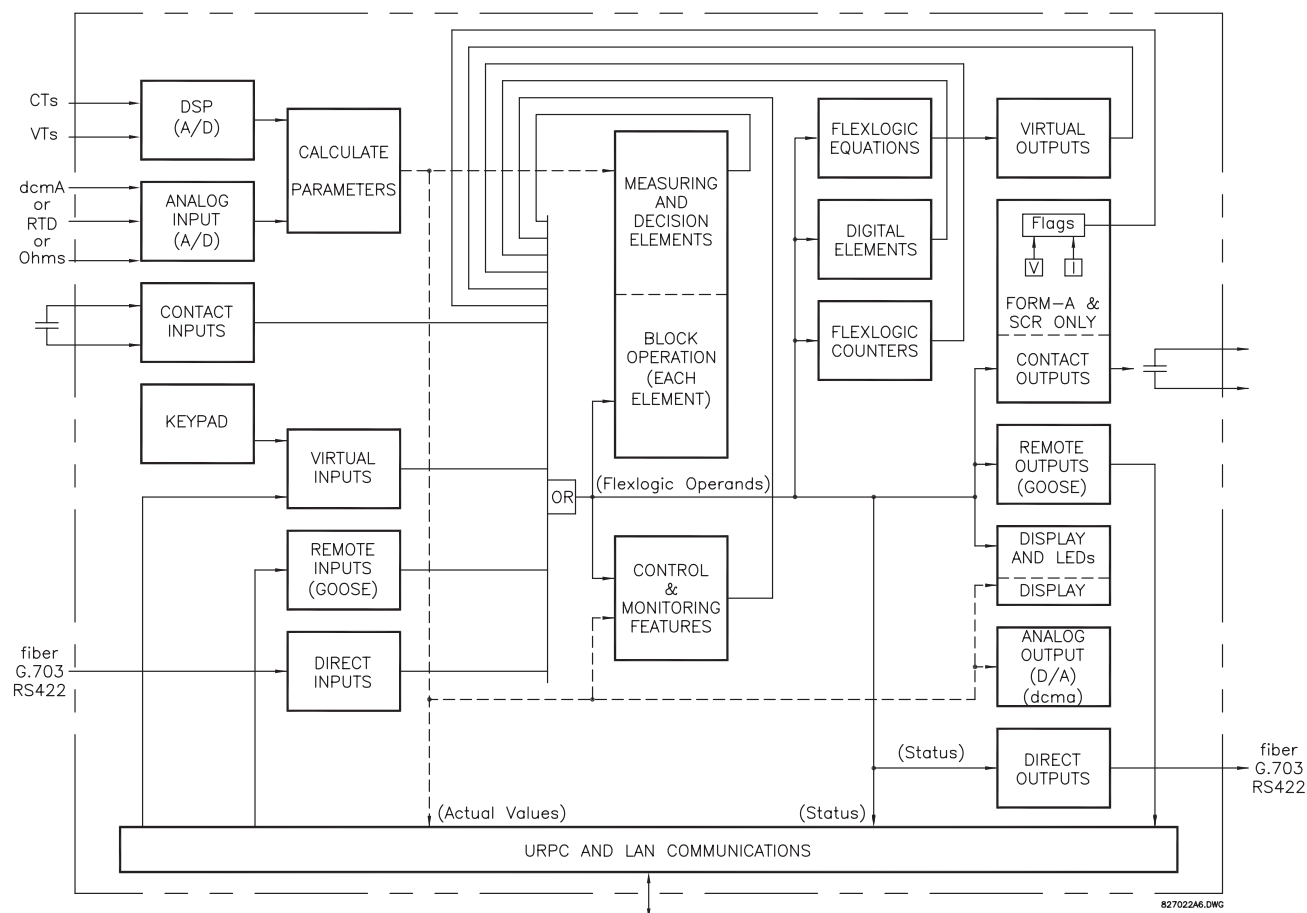 CTs
VTs
dcmA
or
RTD
or
Ohms
DSP
(A/D)
ANALOG
INPUT
(A/D)
CALCULATE
PARAMETERS
CONTACT
INPUTS
KEYPAD
VIRTUAL
INPUTS
REMOTE
INPUTS
(GOOSE)
fiber
G.703
RS422
DIRECT
INPUTS
MEASURING
AND
DECISION
ELEMENTS
BLOCK
OPERATION
(EACH
ELEMENT)
OR
(Flexlogic Operands)
CONTROL
&
MONITORING
FEATURES
FLEXLOGIC
EQUATIONS
DIGITAL
ELEMENTS
FLEXLOGIC
COUNTERS
VIRTUAL
OUTPUTS
Flags
V
I
FORM-A &
SCR ONLY
CONTACT
OUTPUTS
REMOTE
OUTPUTS
(GOOSE)
DISPLAY
AND LEDs
DISPLAY
ANALOG
OUTPUT
(D/A)
(dcma)
(Status)
DIRECT
OUTPUTS
fiber
G.703
RS422
(Actual Values)
(Status)
URPC AND LAN COMMUNICATIONS
827022A6.DWG